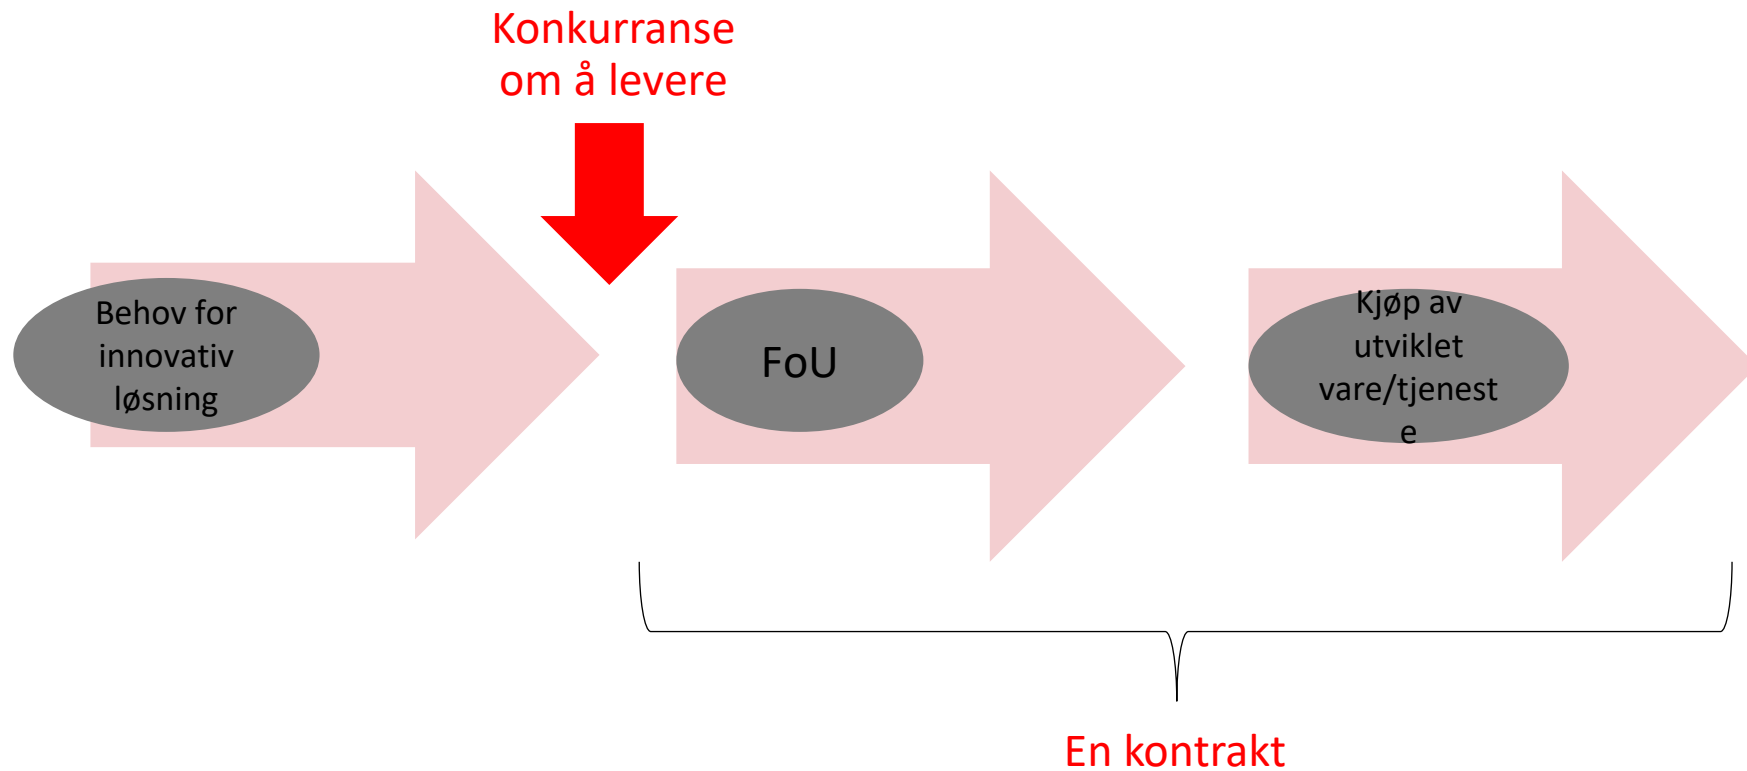 Konkurranse
om å levere
Behov for
innovativ
løsning
FoU
Kjøp av
utviklet
vare/tjenest
e
En kontrakt